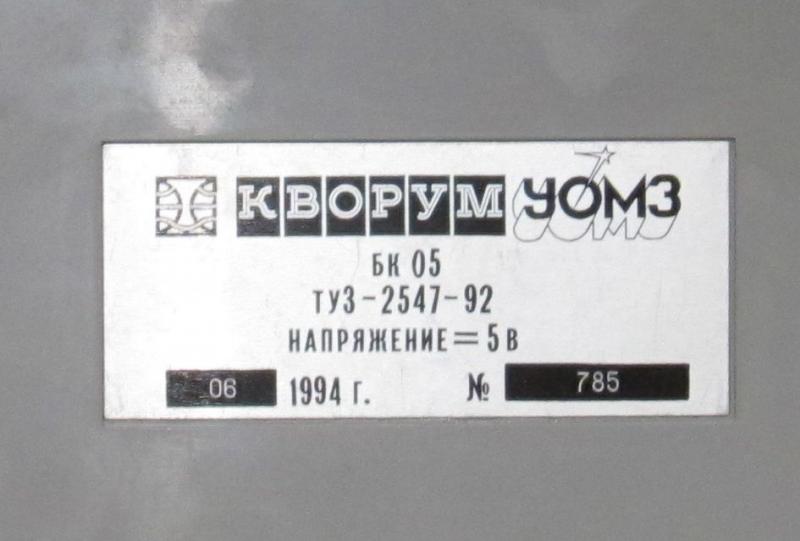 КВОРУМ УОМЗ
БК 05
ТУ3-2547-92
НАПРЯЖЕНИЕ = 5 В
06 1994 г. № 785